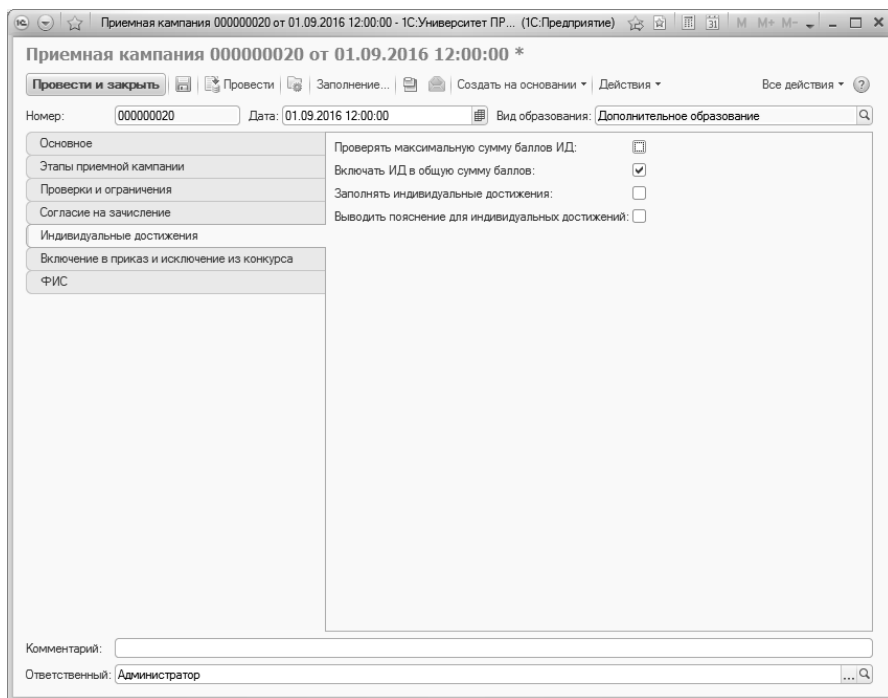 Приемная кампания 000000020 от 01.09.2016 12:00:00 - 1С:Университет ПР... (1С:Предприятие) 31 M M+ M-
Приемная кампания 000000020 от 01.09.2016 12:00:00 *
Провести и закрыть Провести Заполнение... Создать на основании Действия Все действия ?
Номер: 000000020 Дата: 01.09.2016 12:00:00 Вид образования: Дополнительное образование
Основное
Этапы приемной кампании
Проверки и ограничения
Согласие на зачисление
Индивидуальные достижения
Включение в приказ и исключение из конкурса
ФИС
Проверять максимальную сумму баллов ИД:
Включать ИД в общую сумму баллов:
Заполнять индивидуальные достижения:
Выводить пояснение для индивидуальных достижений:
Комментарий:
Ответственный: Администратор ...